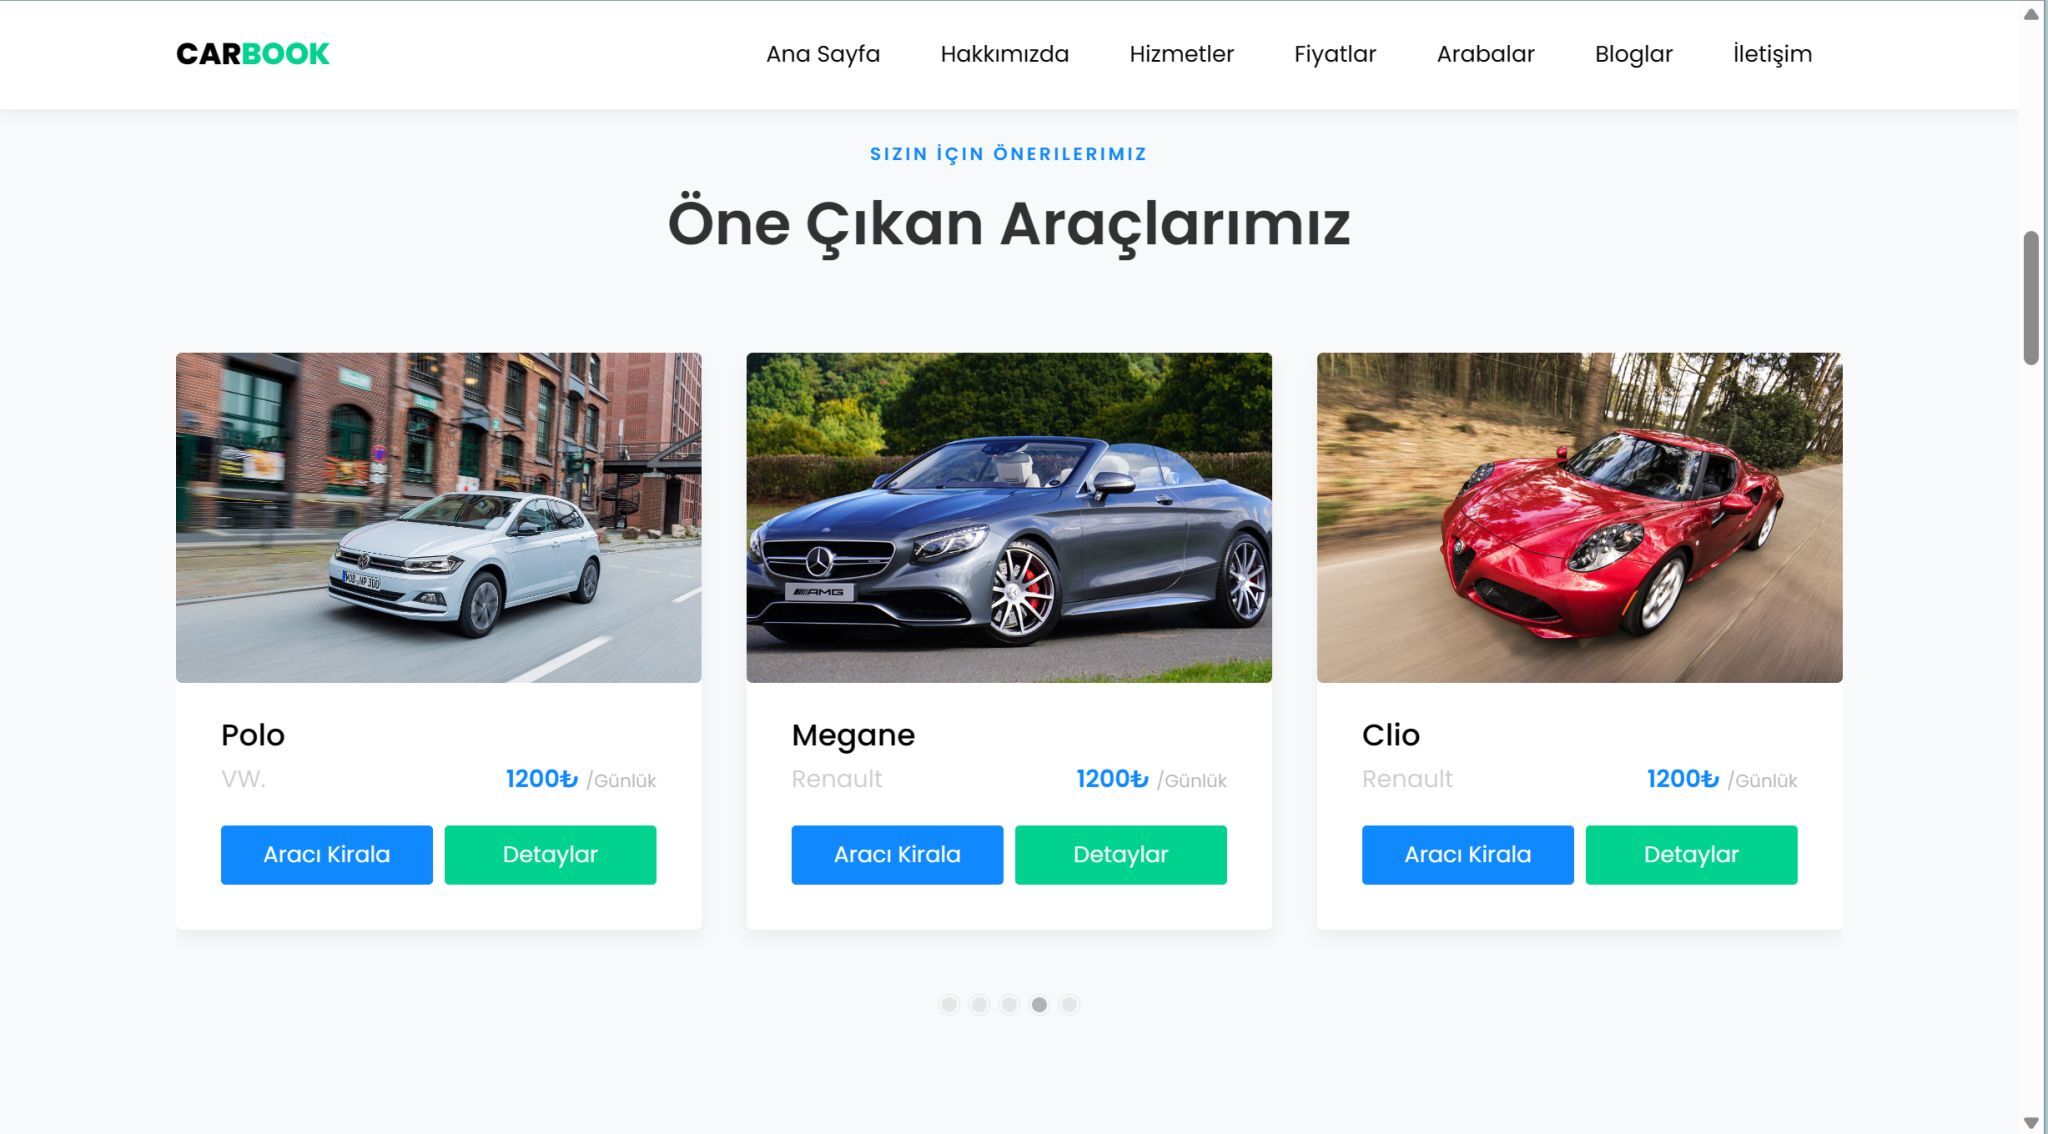 CARBOOK
Ana Sayfa
Hakkımızda
Hizmetler
Fiyatlar
Arabalar
Bloglar
İletişim
SIZIN İÇIN ÖNERILERIMIZ
Öne Çıkan Araçlarımız
AMG
Polo
VW.
1200₺ /Günlük
Aracı Kirala
Detaylar
Megane
Renault
1200₺ /Günlük
Aracı Kirala
Detaylar
Clio
Renault
1200₺ /Günlük
Aracı Kirala
Detaylar